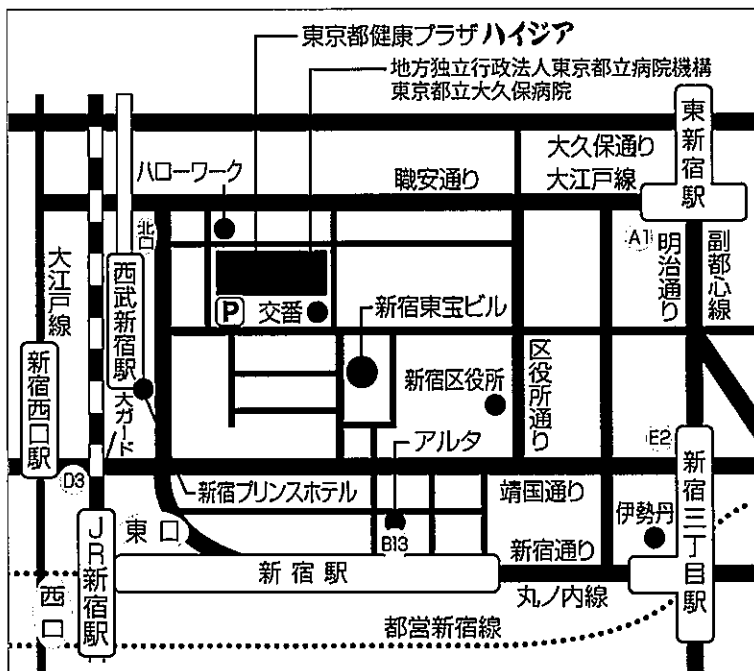 東京都健康プラザ ハイジア
地方独立行政法人東京都立病院機構
東京都立大久保病院
東新宿駅
大久保通り
ハローワーク
職安通り
大江戸線
北口
A1
明治通り
副都心線
大江戸線
西武新宿駅
P
交番
新宿東宝ビル
新宿西口駅
大ガード
新宿区役所
区役所通り
アルタ
E2
D3
新宿プリンスホテル
靖国通り
新宿三丁目駅
伊勢丹
JR新宿駅
東口
B13
新宿通り
新宿駅
西口
丸ノ内線
都営新宿線